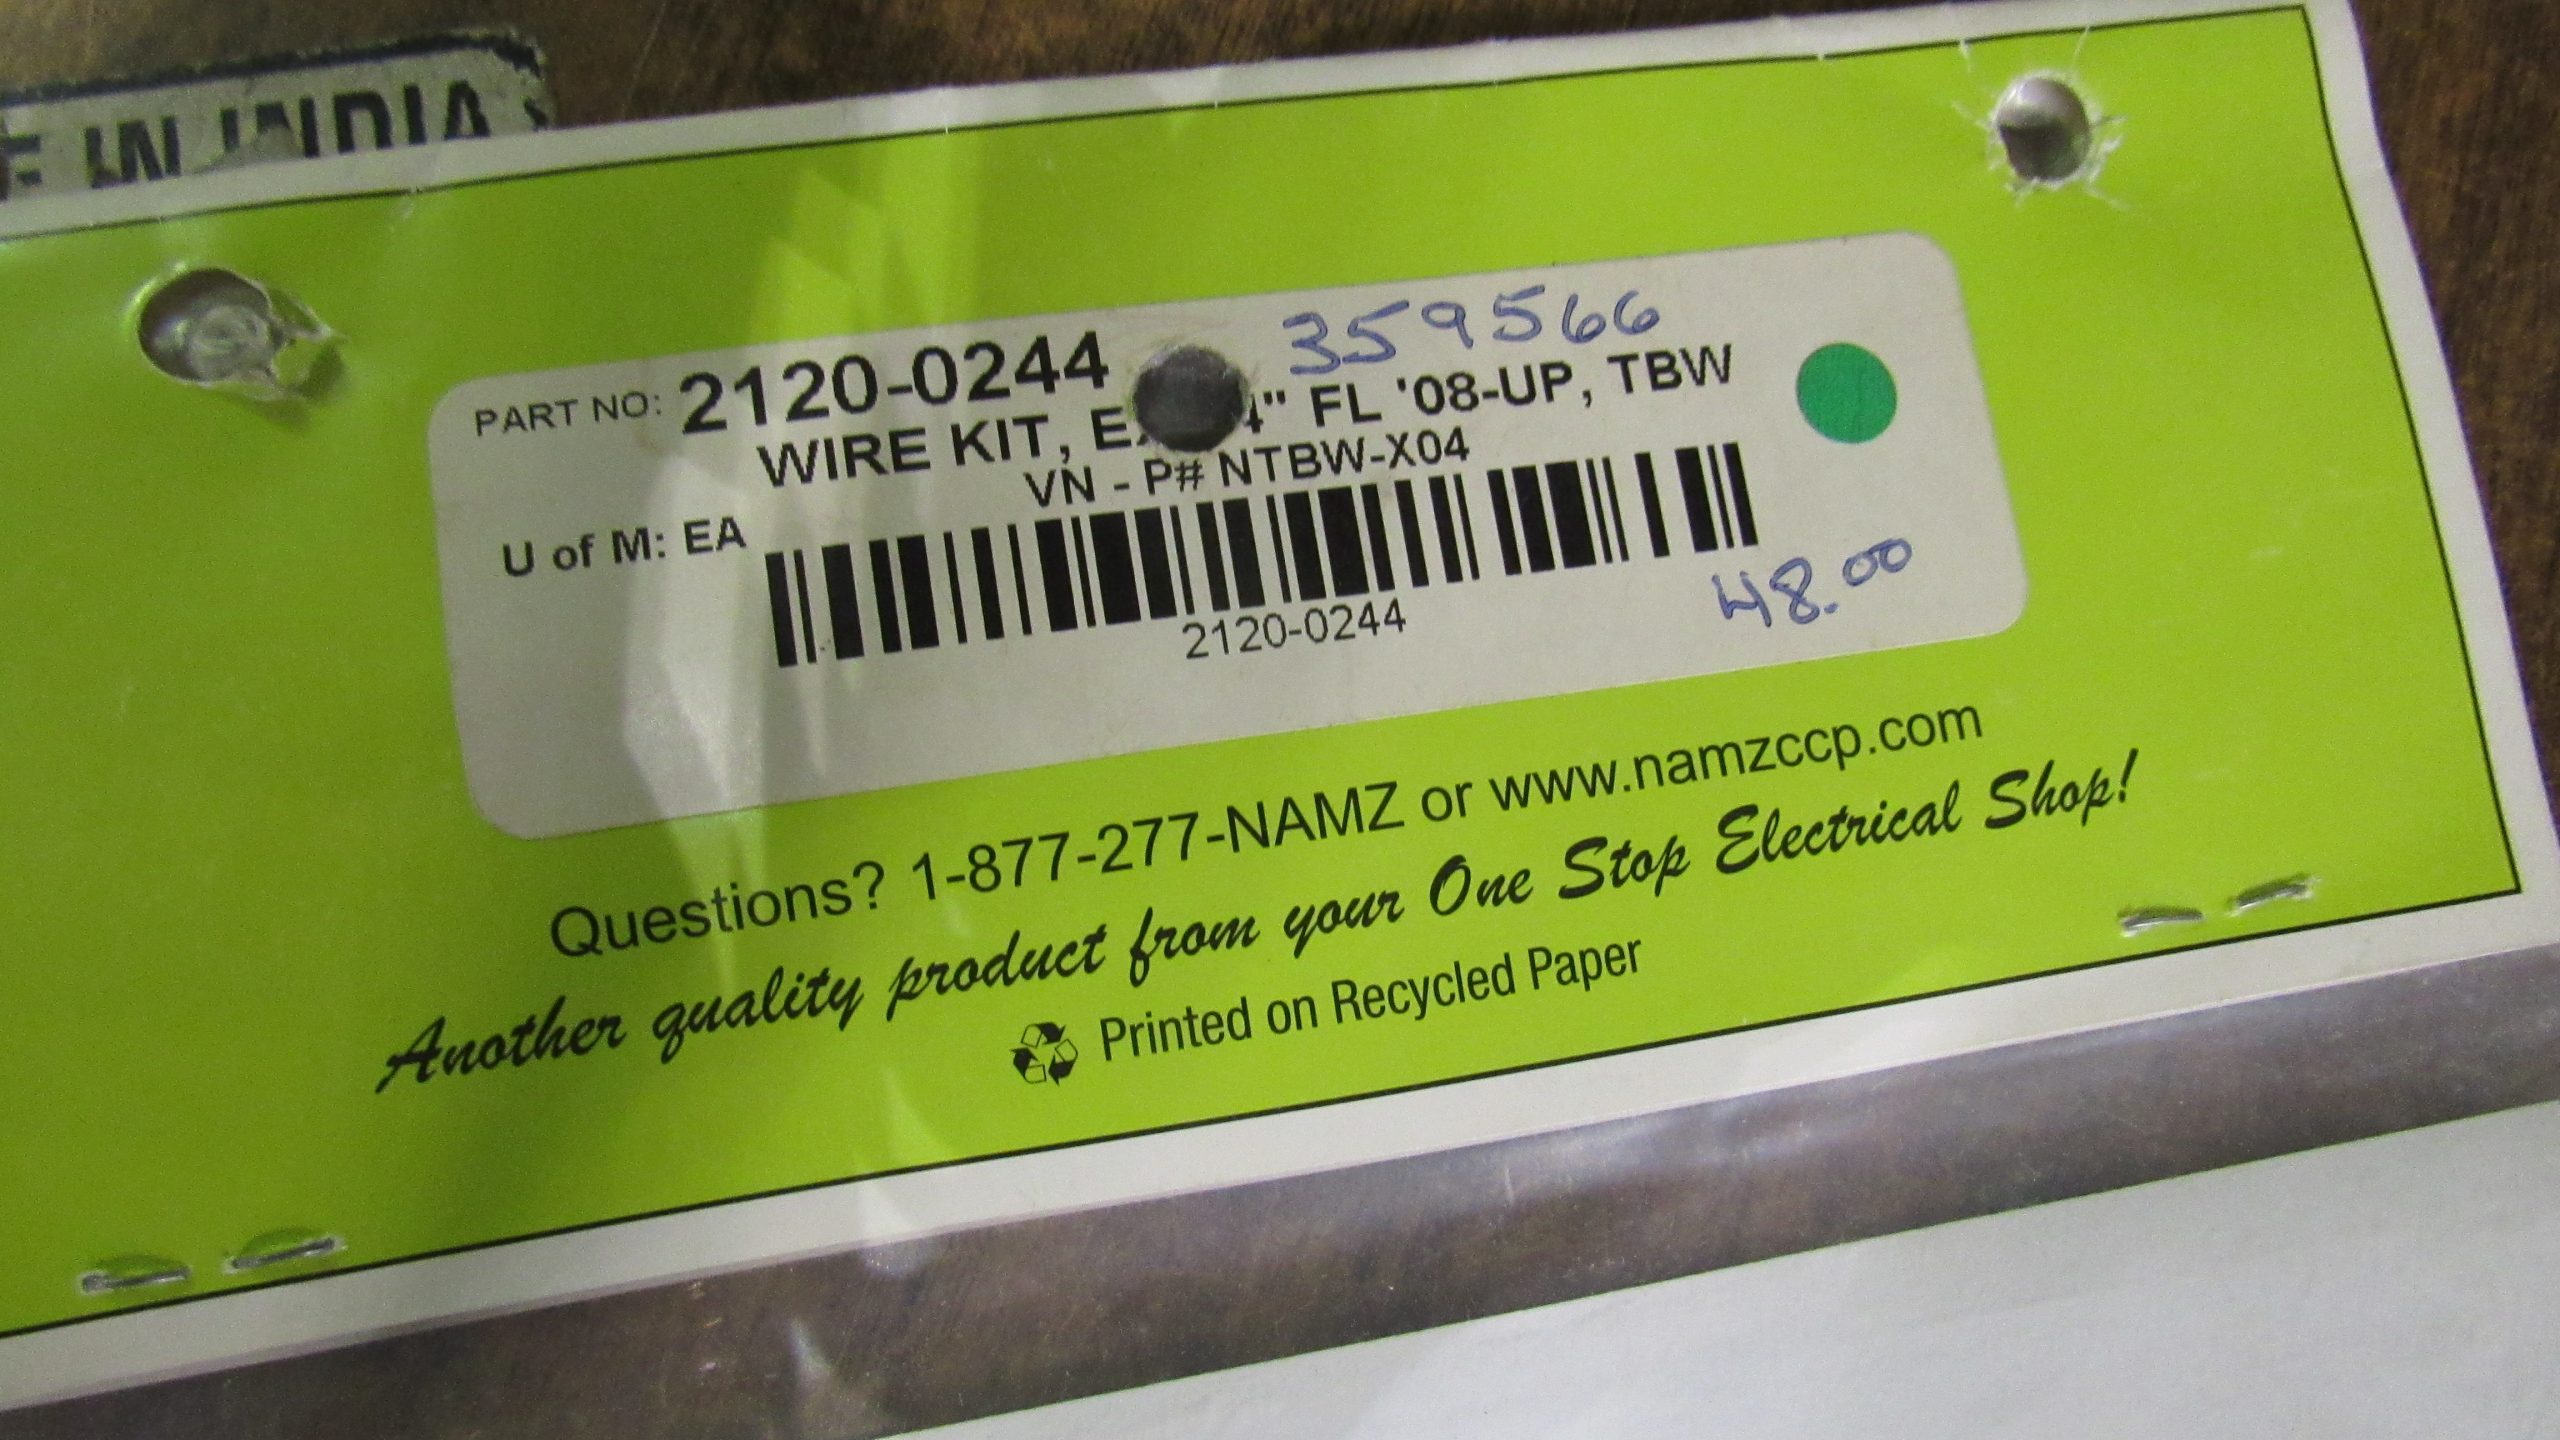 IN INDIA
359566
PART NO: 2120-0244
WIRE KIT, 4" FL '08-UP, TBW
VN - P# NTBW-X04
U of M: EA
2120-0244
48.00
Questions? 1-877-277-NAMZ or www.namzccp.com
Another quality product from your One Stop Electrical Shop!
Printed on Recycled Paper